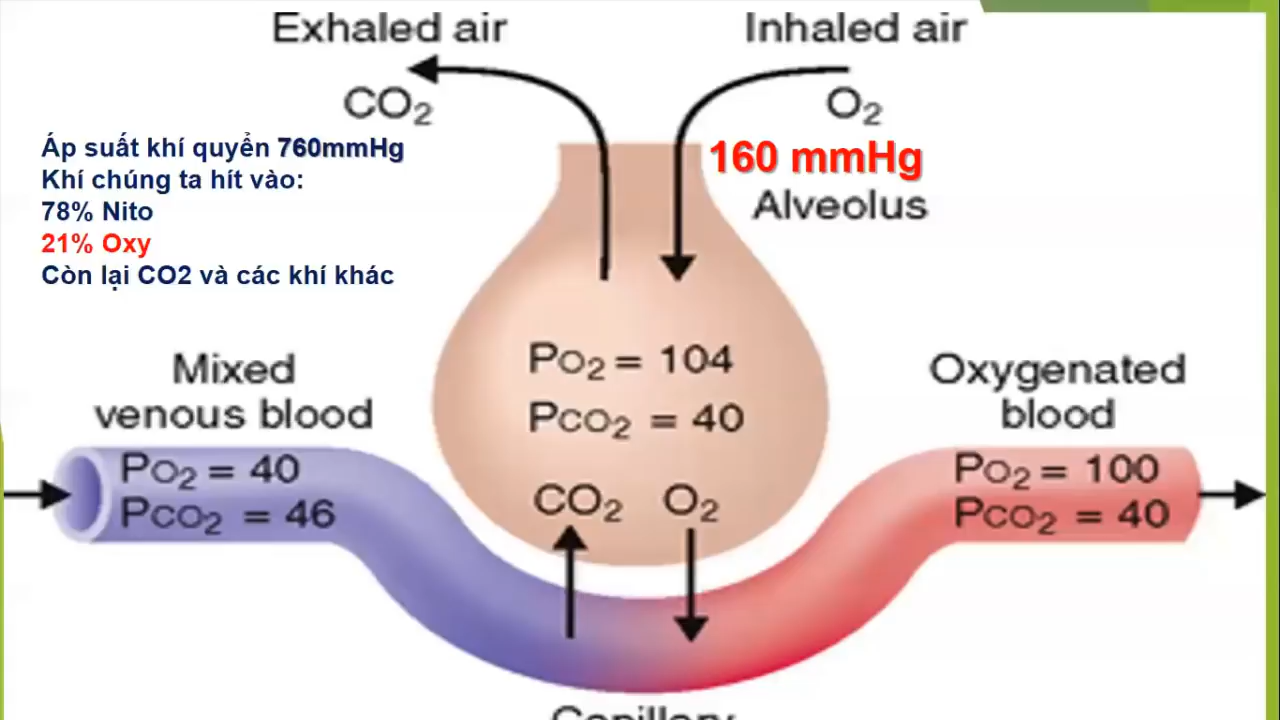 Exhaled air
Inhaled air
CO₂
O₂
Áp suất khí quyển 760mmHg
Khí chúng ta hít vào:
78% Nito
21% Oxy
Còn lại CO2 và các khí khác
160 mmHg
Alveolus
PO₂ = 104
PCO₂ = 40
Mixed
venous blood
Oxygenated
blood
PO₂ = 40
PCO₂ = 46
CO₂
O₂
PO₂ = 100
PCO₂ = 40
Capillary